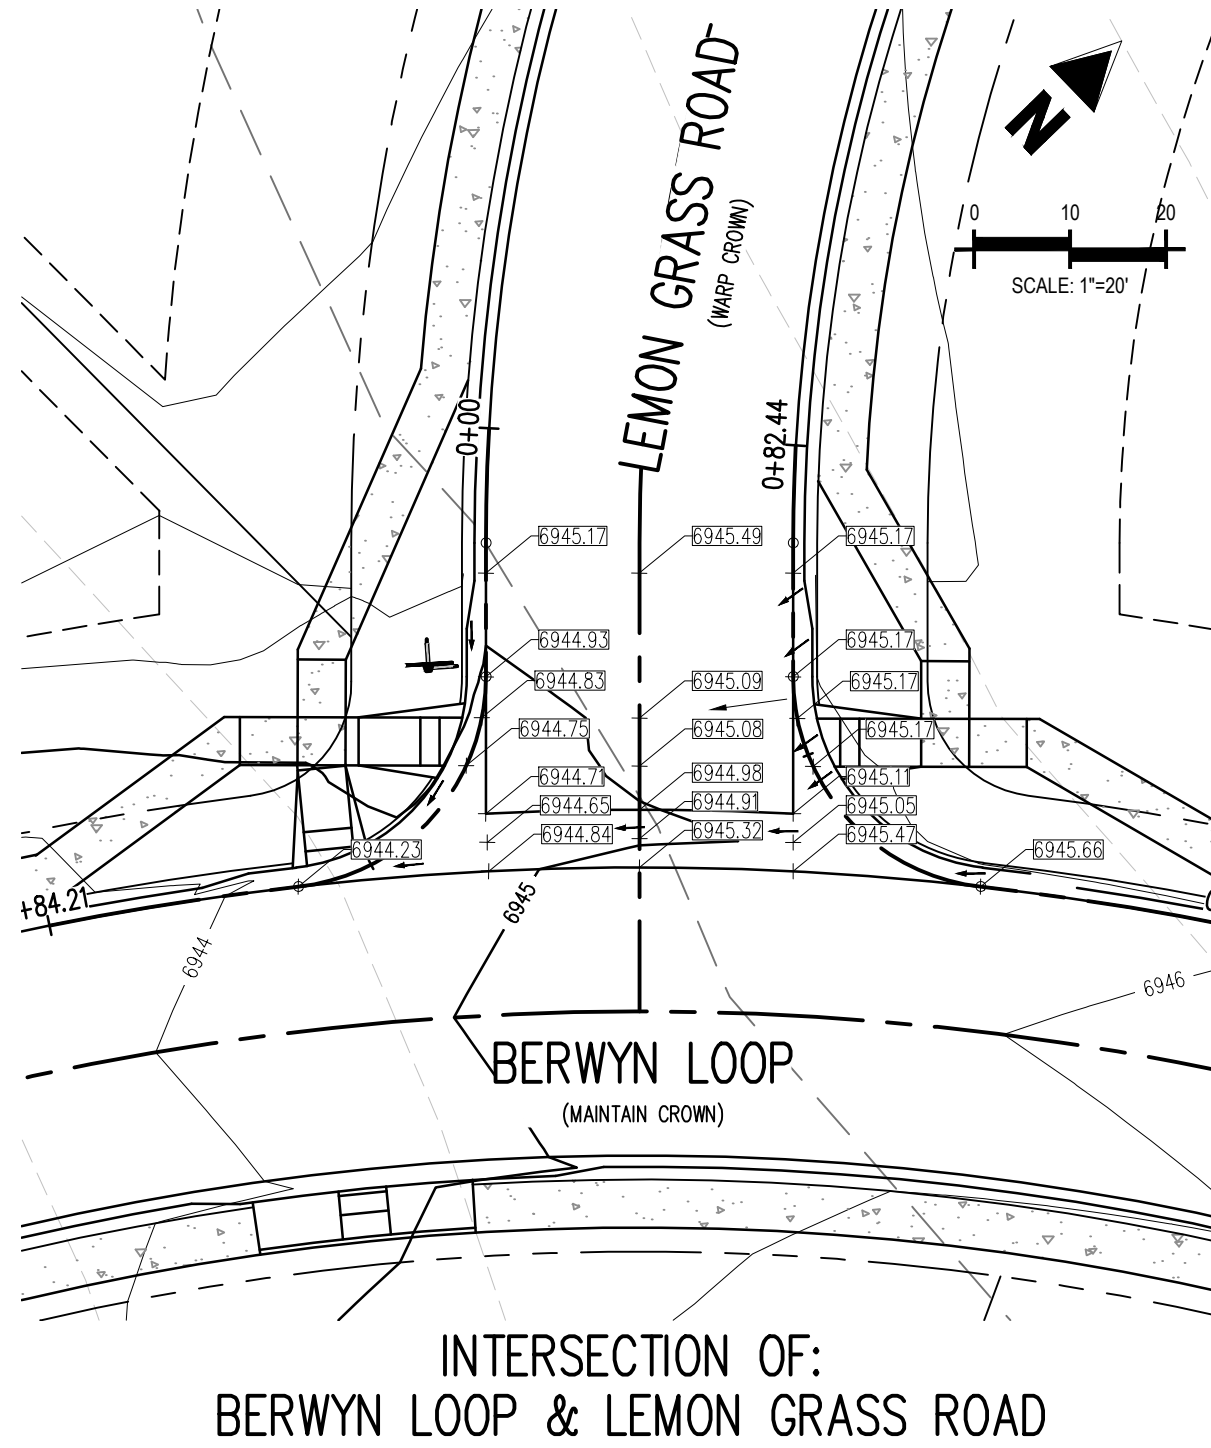 N
0 10 20
SCALE: 1"=20'
LEMON GRASS ROAD
(WARP CROWN)
0+00
0+82.44
6945.17 6945.49 6945.17
6944.93 6945.17
6944.83 6945.09 6945.17
6944.75 6945.08 6945.17
6944.71 6944.98 6945.11
6944.65 6944.91 6945.05
6944.84 6945.32 6945.47
6944.23 6945.66
+84.21
6945
6944
6946
BERWYN LOOP
(MAINTAIN CROWN)
INTERSECTION OF:
BERWYN LOOP & LEMON GRASS ROAD